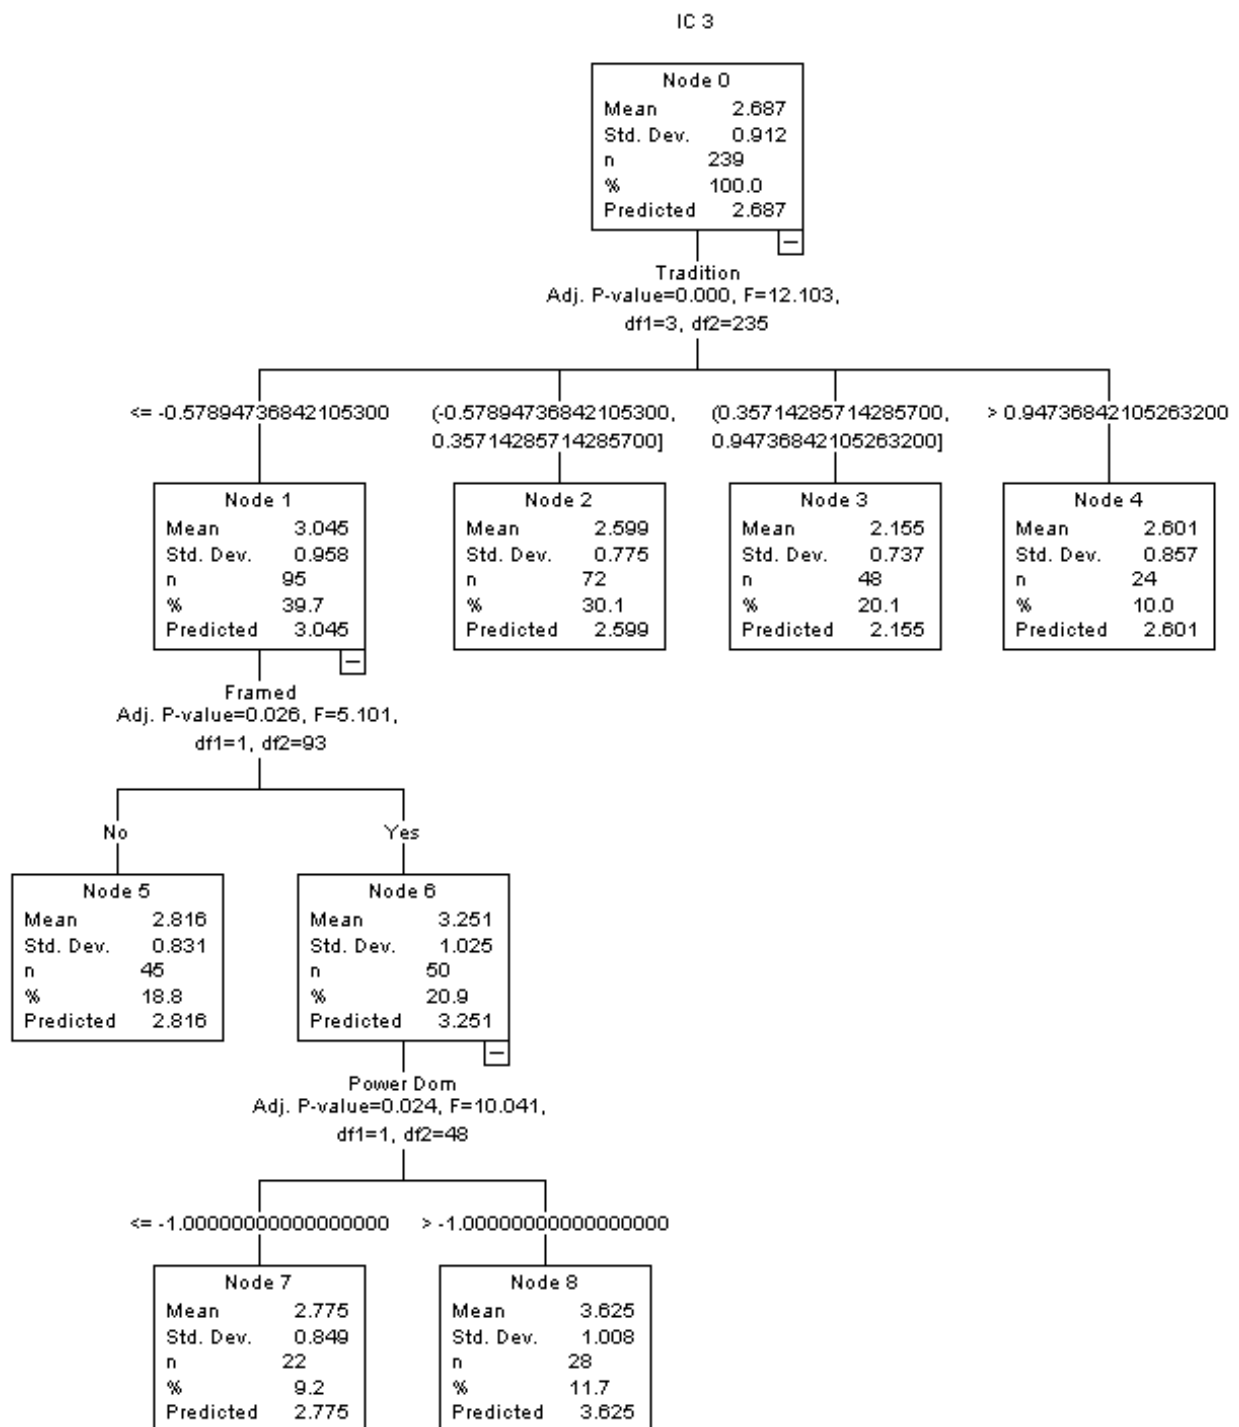 IC 3
Node 0
Mean 2.687
Std. Dev. 0.912
n 239
% 100.0
Predicted 2.687
Tradition
Adj. P-value=0.000, F=12.103,
df1=3, df2=235
<= -0.57894736842105300
(-0.57894736842105300,
0.35714285714285700]
(0.35714285714285700,
0.947368421052632​00]
> 0.94736842105263200
Node 1
Mean 3.045
Std. Dev. 0.958
n 95
% 39.7
Predicted 3.045
Node 2
Mean 2.599
Std. Dev. 0.775
n 72
% 30.1
Predicted 2.599
Node 3
Mean 2.155
Std. Dev. 0.737
n 48
% 20.1
Predicted 2.155
Node 4
Mean 2.601
Std. Dev. 0.857
n 24
% 10.0
Predicted 2.601
Framed
Adj. P-value=0.026, F=5.101,
df1=1, df2=93
No
Yes
Node 5
Mean 2.816
Std. Dev. 0.831
n 45
% 18.8
Predicted 2.816
Node 6
Mean 3.251
Std. Dev. 1.025
n 50
% 20.9
Predicted 3.251
Power Dom
Adj. P-value=0.024, F=10.041,
df1=1, df2=48
<= -1.000000000000000000
> -1.000000000000000000
Node 7
Mean 2.775
Std. Dev. 0.849
n 22
% 9.2
Predicted 2.775
Node 8
Mean 3.625
Std. Dev. 1.008
n 28
% 11.7
Predicted 3.625